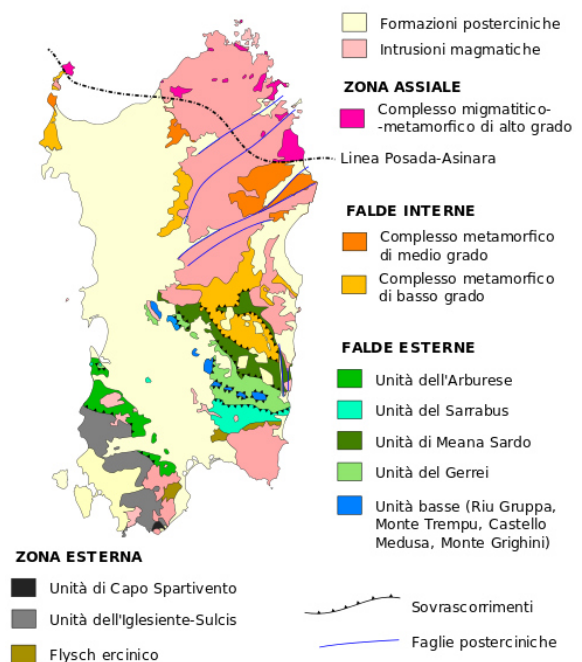 Formazioni posterciniche
Intrusioni magmatiche
ZONA ASSIALE
Complesso migmatitico-
-metamorfico di alto grado
Linea Posada-Asinara
FALDE INTERNE
Complesso metamorfico
di medio grado
Complesso metamorfico
di basso grado
FALDE ESTERNE
Unità dell'Arburese
Unità del Sarrabus
Unità di Meana Sardo
Unità del Gerrei
Unità basse (Riu Gruppa,
Monte Trempu, Castello
Medusa, Monte Grighini)
ZONA ESTERNA
Unità di Capo Spartivento
Unità dell'Iglesiente-Sulcis
Flysch ercinico
Sovrascorrimenti
Faglie posterciniche